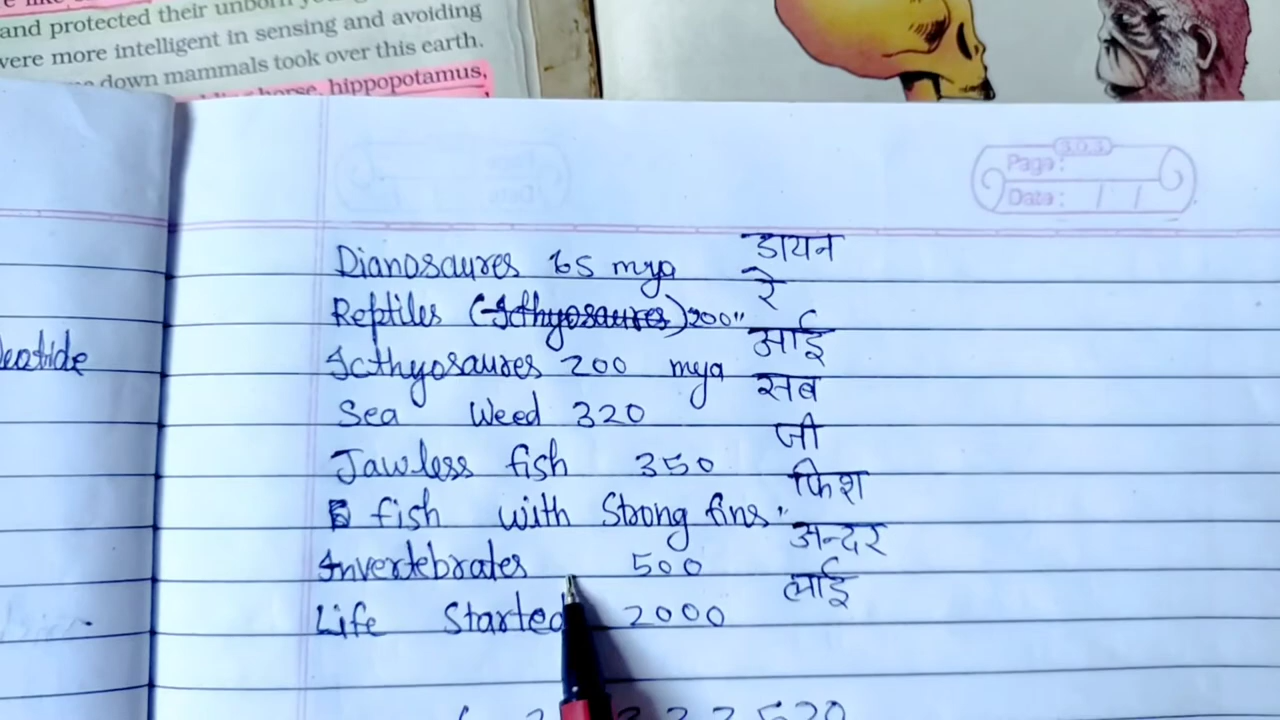 and protected their unborn
were more intelligent in sensing and avoiding
down mammals took over this earth.
horse, hippopotamus,
303
Page:
Date: / /
Dianosaures 65 mya डायन
Reptiles (Icthyosaures) 200" रे
Icthyosaures 200 mya आई
Sea Weed 320 सब
Jawless fish 350 जी
fish with Strong fins " फिश
Invertebrates 500 अन्दर
Life Started 2000 लाई